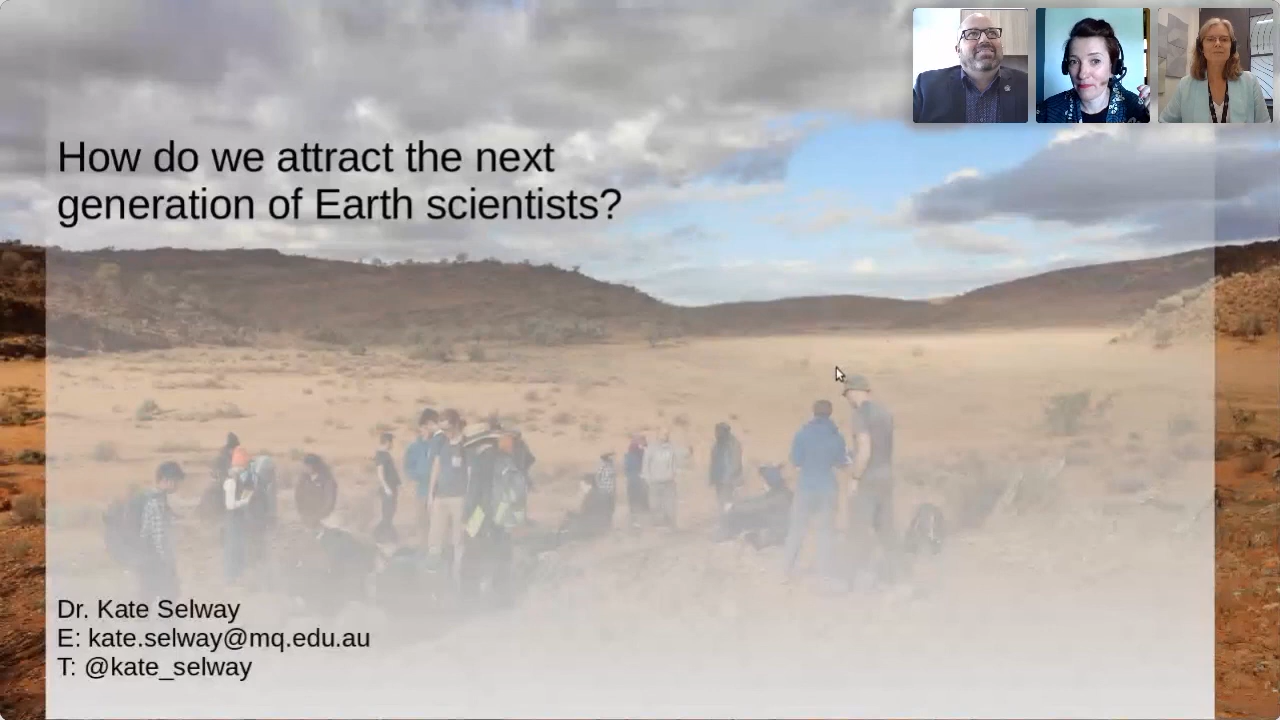 How do we attract the next
generation of Earth scientists?
Dr. Kate Selway
E: kate.selway@mq.edu.au
T: @kate_selway